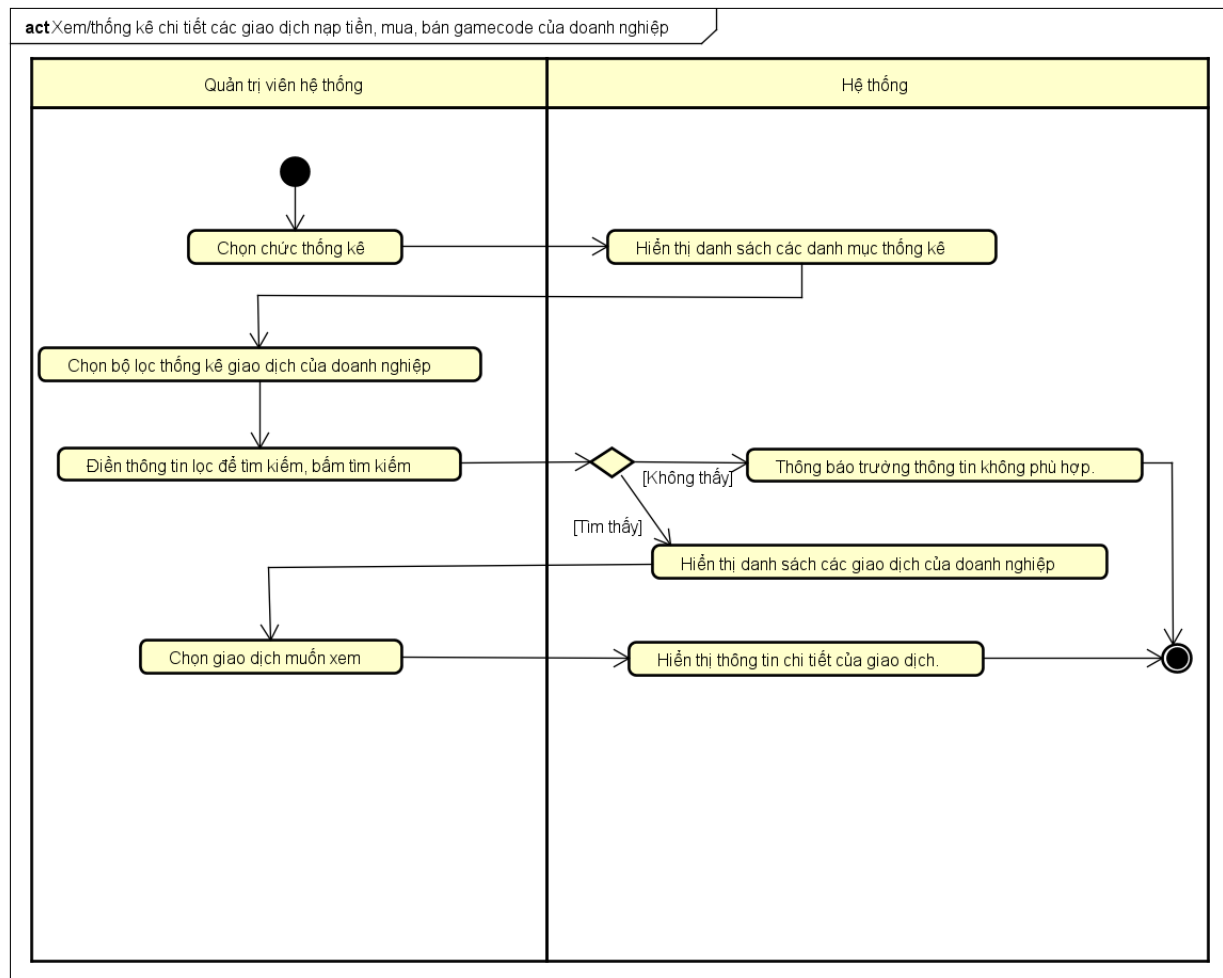 act Xem/thống kê chi tiết các giao dịch nạp tiền, mua, bán gamecode của doanh nghiệp
Quản trị viên hệ thống
Hệ thống
Chọn chức thống kê
Hiển thị danh sách các danh mục thống kê
Chọn bộ lọc thống kê giao dịch của doanh nghiệp
Điền thông tin lọc để tìm kiếm, bấm tìm kiếm
[Không thấy]
Thông báo trường thông tin không phù hợp.
[Tìm thấy]
Hiển thị danh sách các giao dịch của doanh nghiệp
Chọn giao dịch muốn xem
Hiển thị thông tin chi tiết của giao dịch.